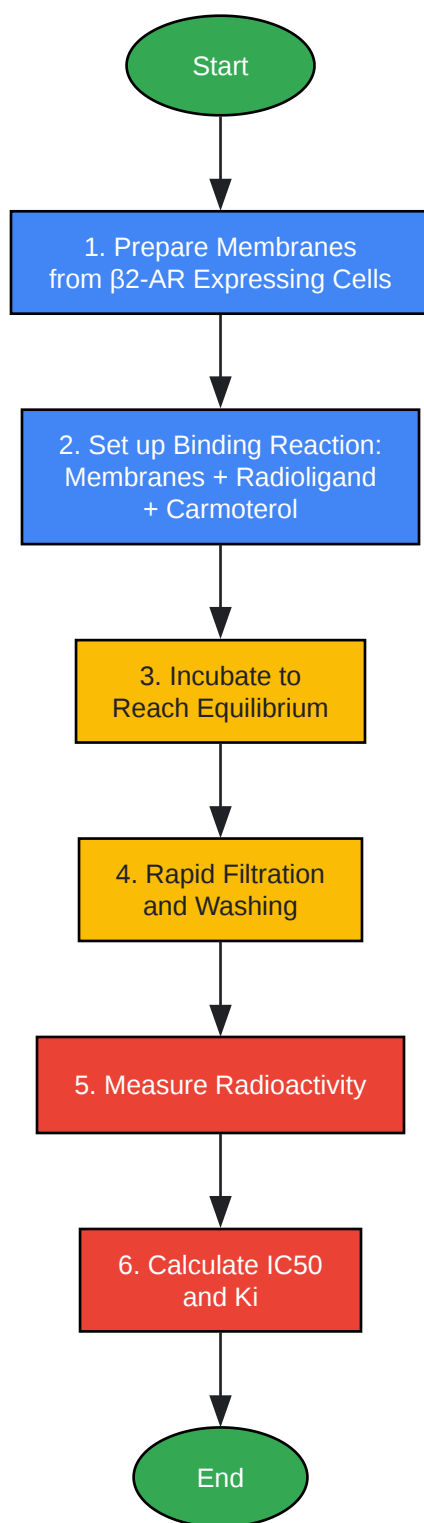 Start
1. Prepare Membranes
from β2-AR Expressing Cells
2. Set up Binding Reaction:
Membranes + Radioligand
+ Carmoterol
3. Incubate to
Reach Equilibrium
4. Rapid Filtration
and Washing
5. Measure Radioactivity
6. Calculate IC50
and Ki
End